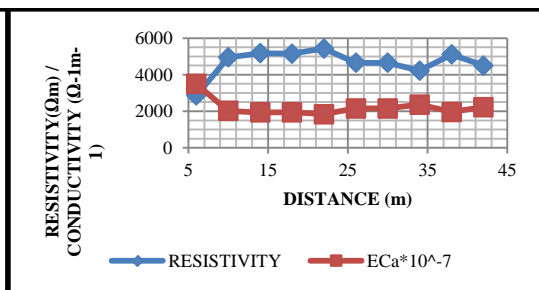 RESISTIVITY(Ωm) /
CONDUCTIVITY (Ω-1m-
1)
6000
4000
2000
0
5 15 25 35 45
DISTANCE (m)
RESISTIVITY ECa*10^-7